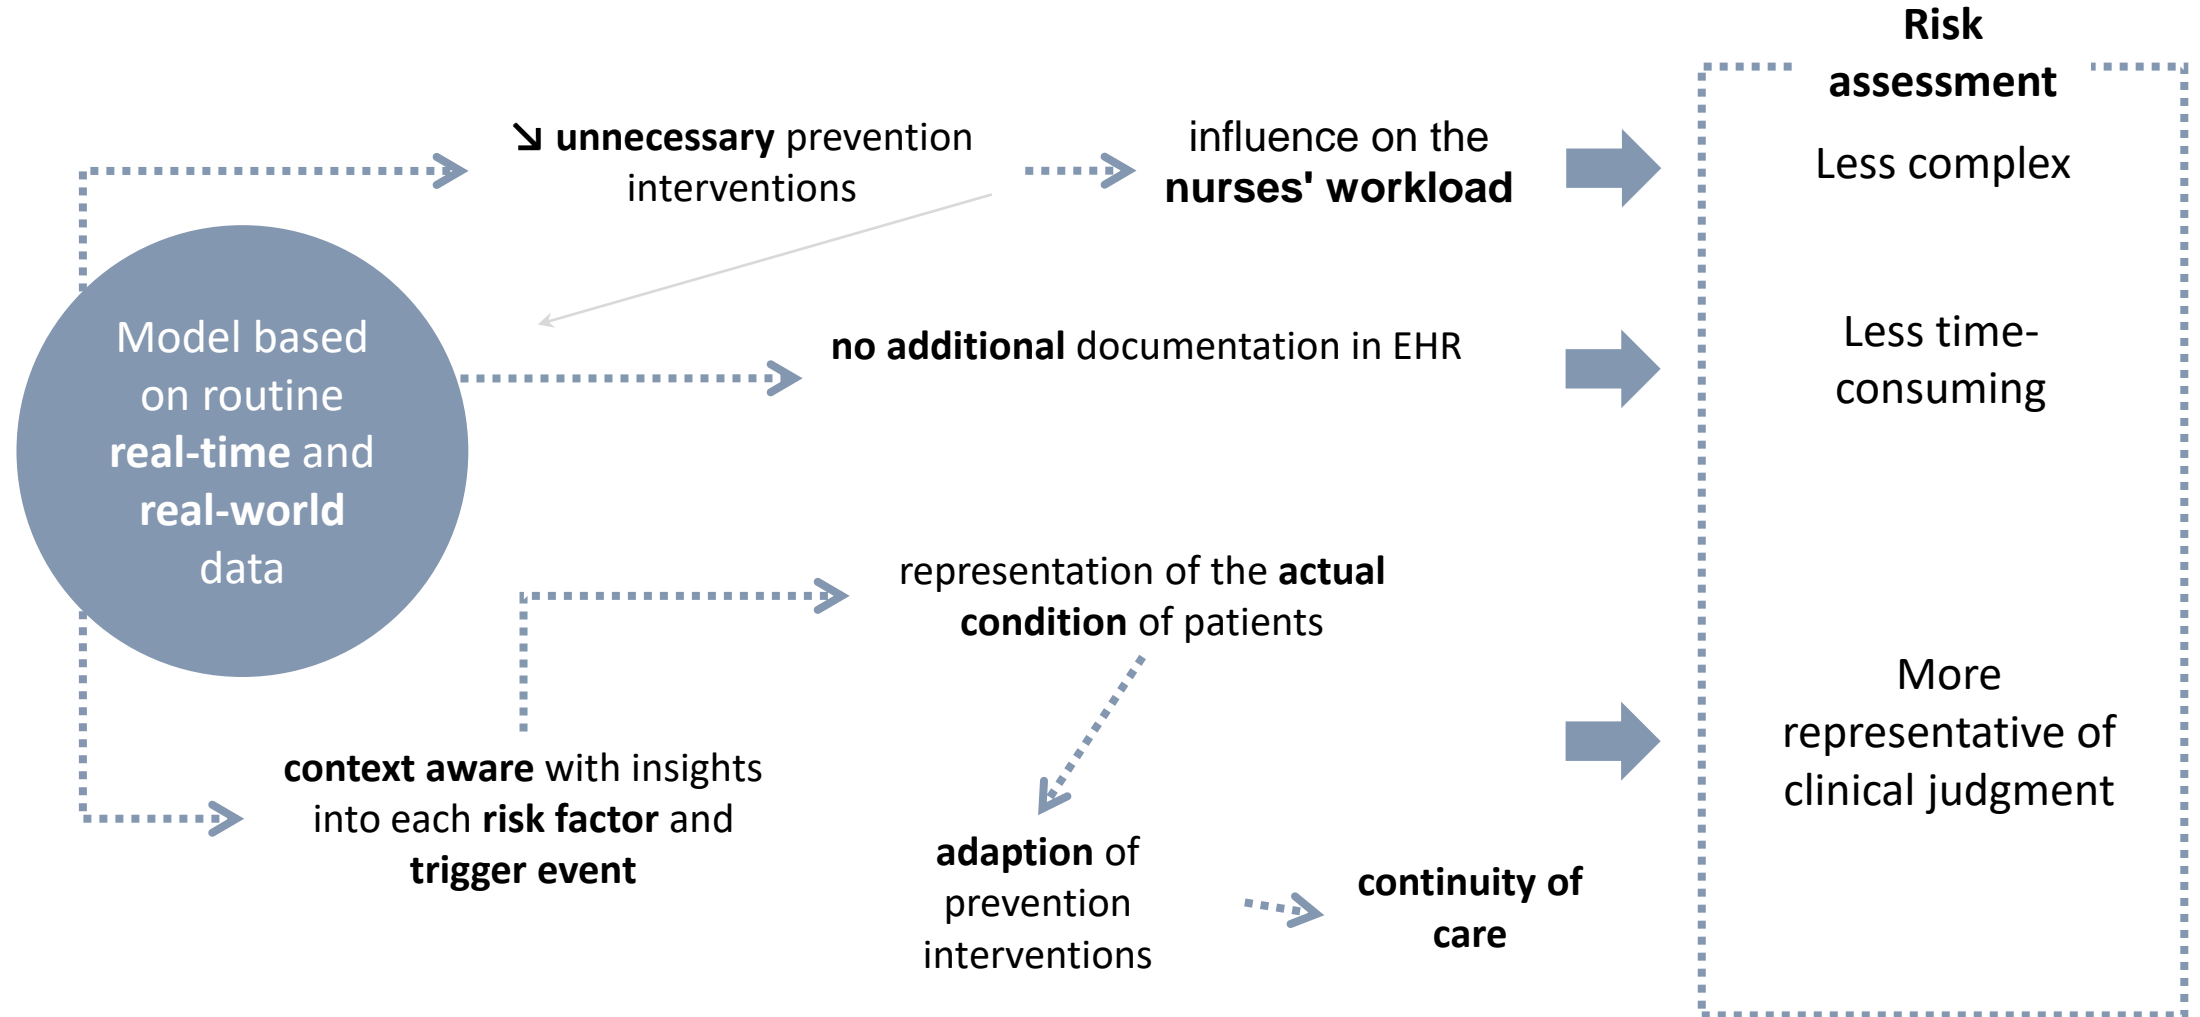 Risk
assessment
↘ unnecessary prevention
interventions
influence on the
nurses' workload
Less complex
Model based
on routine
real-time and
real-world
data
no additional documentation in EHR
Less time-
consuming
representation of the actual
condition of patients
context aware with insights
into each risk factor and
trigger event
adaption of
prevention
interventions
continuity of
care
More
representative of
clinical judgment